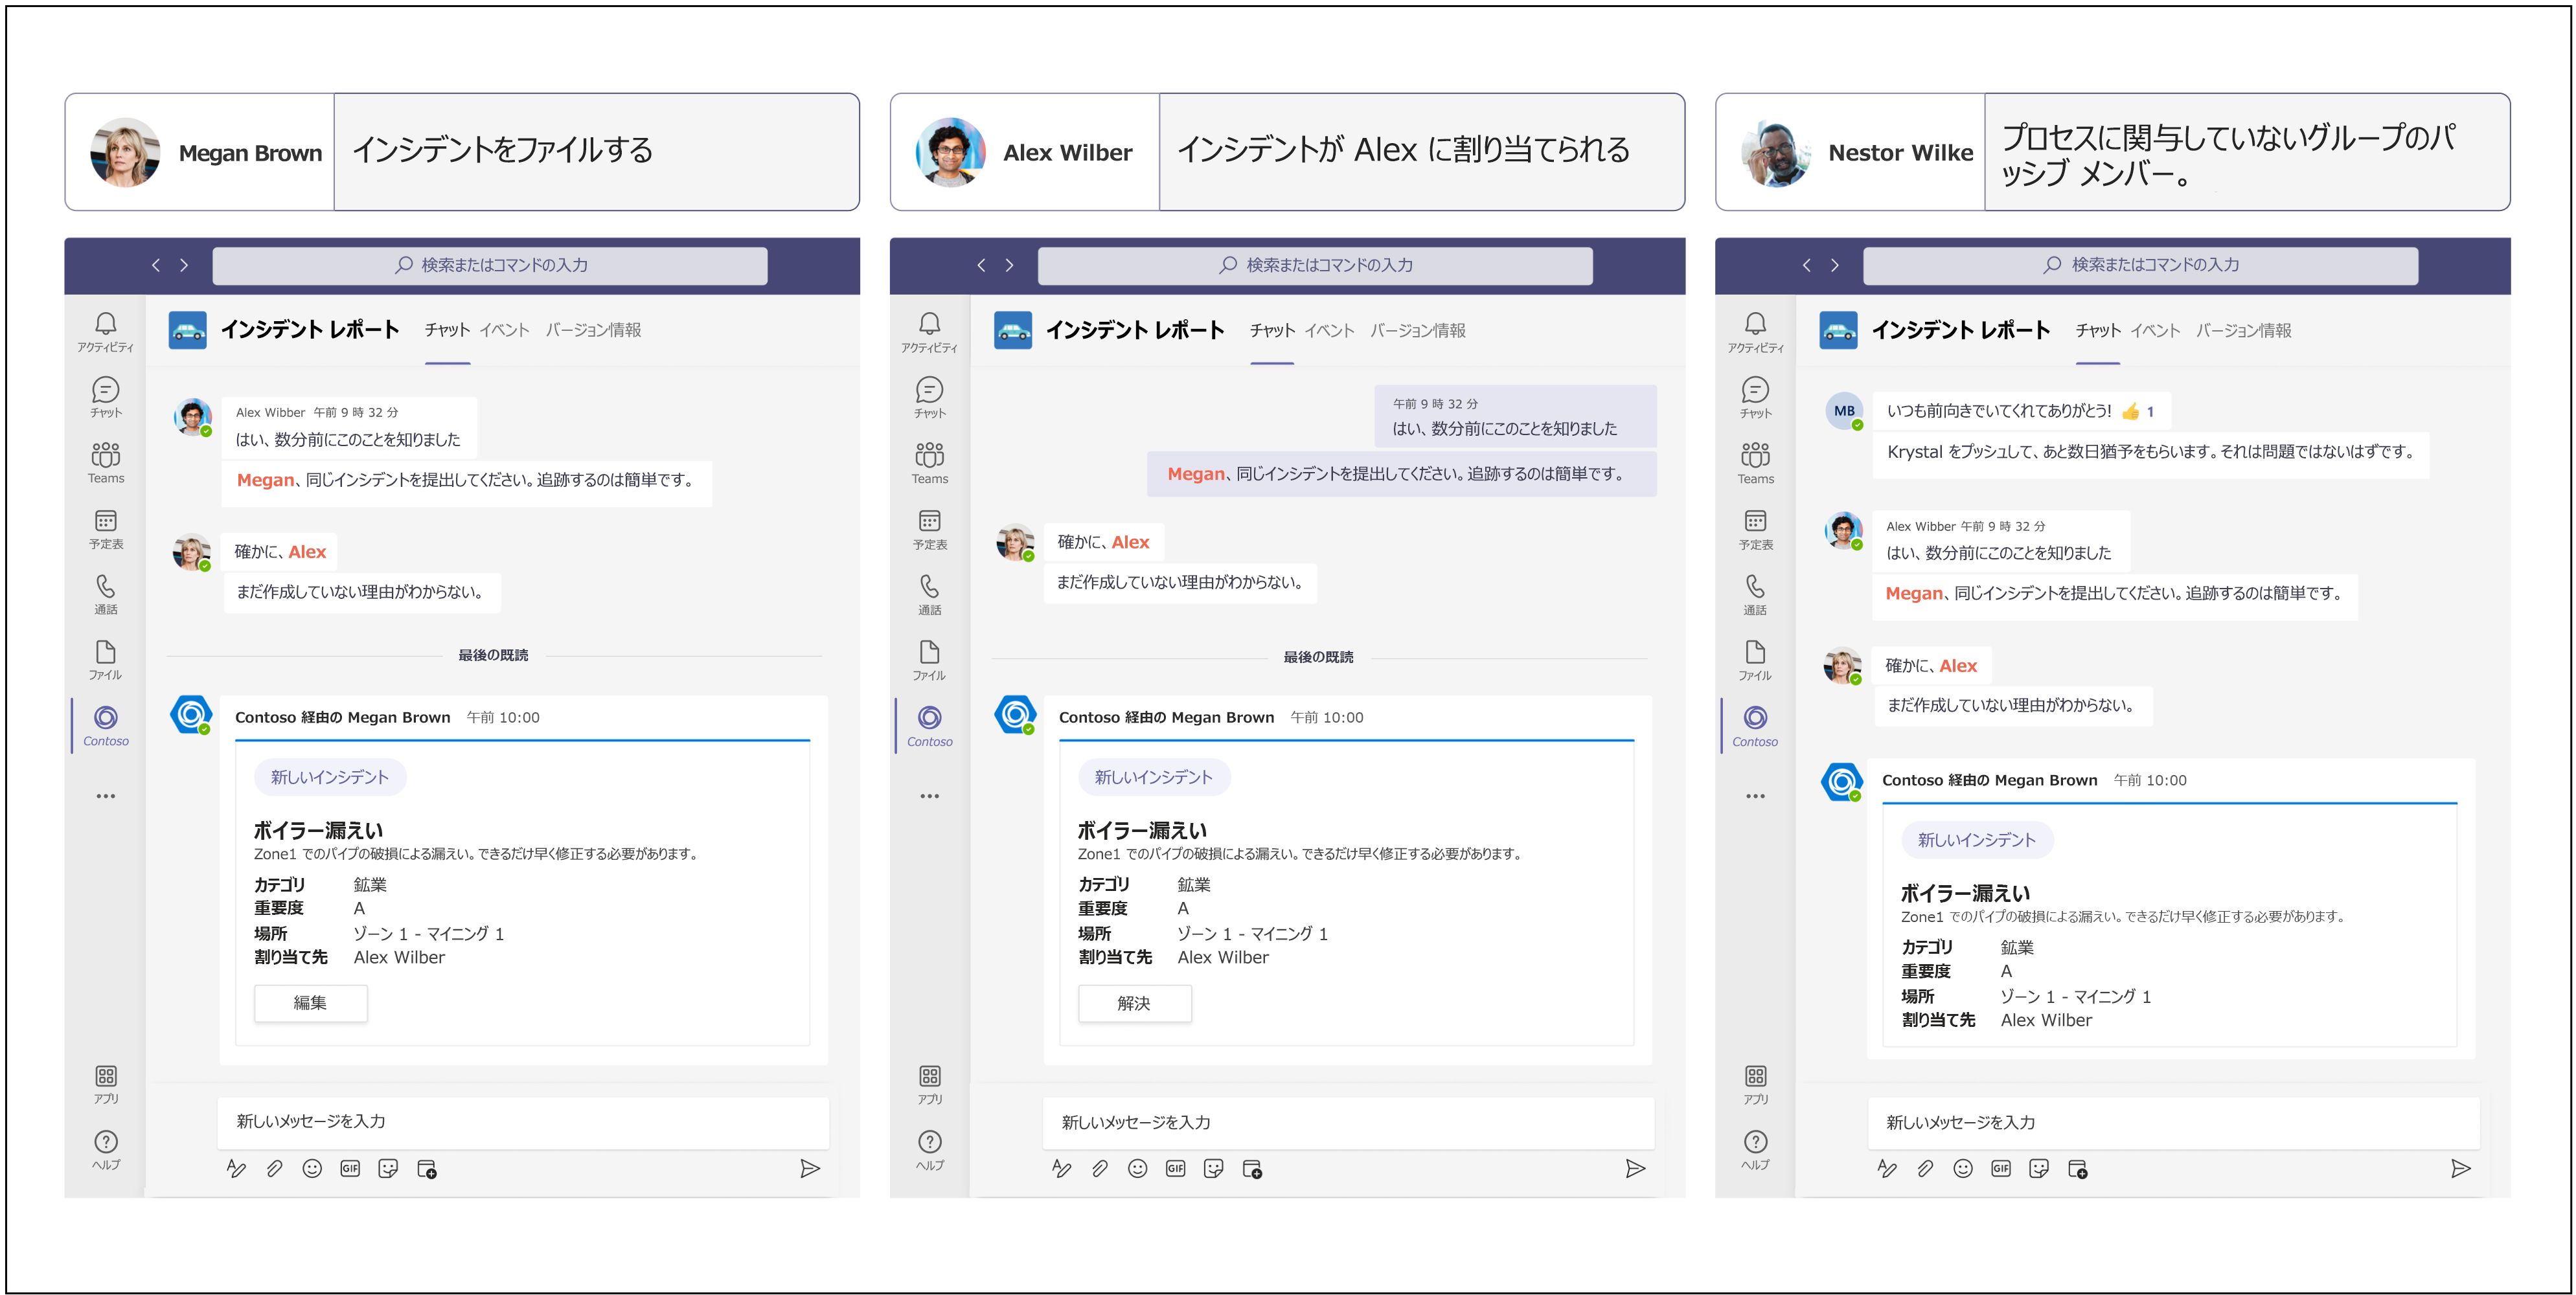 Megan Brown
インシデントをファイルする
検索またはコマンドの入力
アクティビティ
チャット
Teams
予定表
通話
ファイル
Contoso
アプリ
ヘルプ
インシデント レポート チャット イベント バージョン情報
Alex Wibber 午前 9 時 32 分
はい、数分前にこのことを知りました
Megan、同じインシデントを提出してください。追跡するのは簡単です。
確かに、Alex
まだ作成していない理由がわからない。
最後の既読
Contoso 経由の Megan Brown 午前 10:00
新しいインシデント
ボイラー漏えい
Zone1 でのパイプの破損による漏えい。できるだけ早く修正する必要があります。
カテゴリ 鉱業
重要度 A
場所 ゾーン 1 - マイニング 1
割り当て先 Alex Wilber
編集
新しいメッセージを入力
GIF
Alex Wilber
インシデントが Alex に割り当てられる
検索またはコマンドの入力
アクティビティ
チャット
Teams
予定表
通話
ファイル
Contoso
アプリ
ヘルプ
インシデント レポート チャット イベント バージョン情報
午前 9 時 32 分
はい、数分前にこのことを知りました
Megan、同じインシデントを提出してください。追跡するのは簡単です。
確かに、Alex
まだ作成していない理由がわからない。
最後の既読
Contoso 経由の Megan Brown 午前 10:00
新しいインシデント
ボイラー漏えい
Zone1 でのパイプの破損による漏えい。できるだけ早く修正する必要があります。
カテゴリ 鉱業
重要度 A
場所 ゾーン 1 - マイニング 1
割り当て先 Alex Wilber
解決
新しいメッセージを入力
GIF
Nestor Wilke
プロセスに関与していないグループのパ
ッシブ メンバー。
検索またはコマンドの入力
アクティビティ
チャット
Teams
予定表
通話
ファイル
Contoso
アプリ
ヘルプ
インシデント レポート チャット イベント バージョン情報
MB
いつも前向きでいてくれてありがとう! 👍 1
Krystal をプッシュして、あと数日猶予をもらいます。それは問題ではないはずです。
Alex Wibber 午前 9 時 32 分
はい、数分前にこのことを知りました
Megan、同じインシデントを提出してください。追跡するのは簡単です。
確かに、Alex
まだ作成していない理由がわからない。
Contoso 経由の Megan Brown 午前 10:00
新しいインシデント
ボイラー漏えい
Zone1 でのパイプの破損による漏えい。できるだけ早く修正する必要があります。
カテゴリ 鉱業
重要度 A
場所 ゾーン 1 - マイニング 1
割り当て先 Alex Wilber
新しいメッセージを入力
GIF